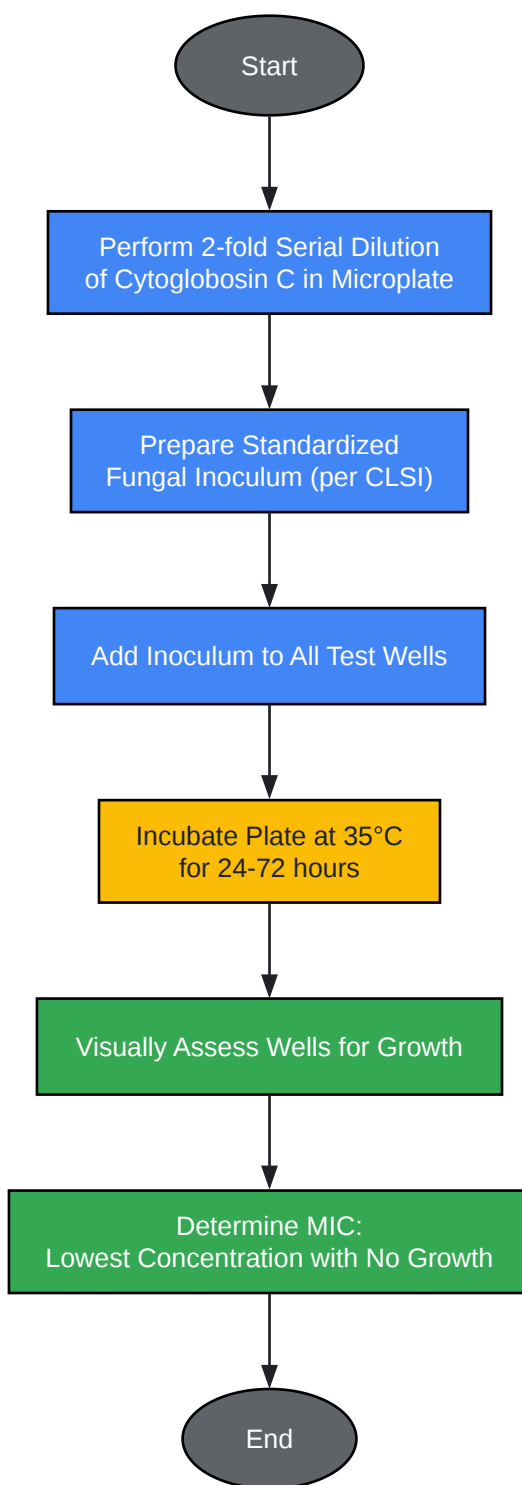 Start
Perform 2-fold Serial Dilution
of Cytoglobosin C in Microplate
Prepare Standardized
Fungal Inoculum (per CLSI)
Add Inoculum to All Test Wells
Incubate Plate at 35°C
for 24-72 hours
Visually Assess Wells for Growth
Determine MIC:
Lowest Concentration with No Growth
End